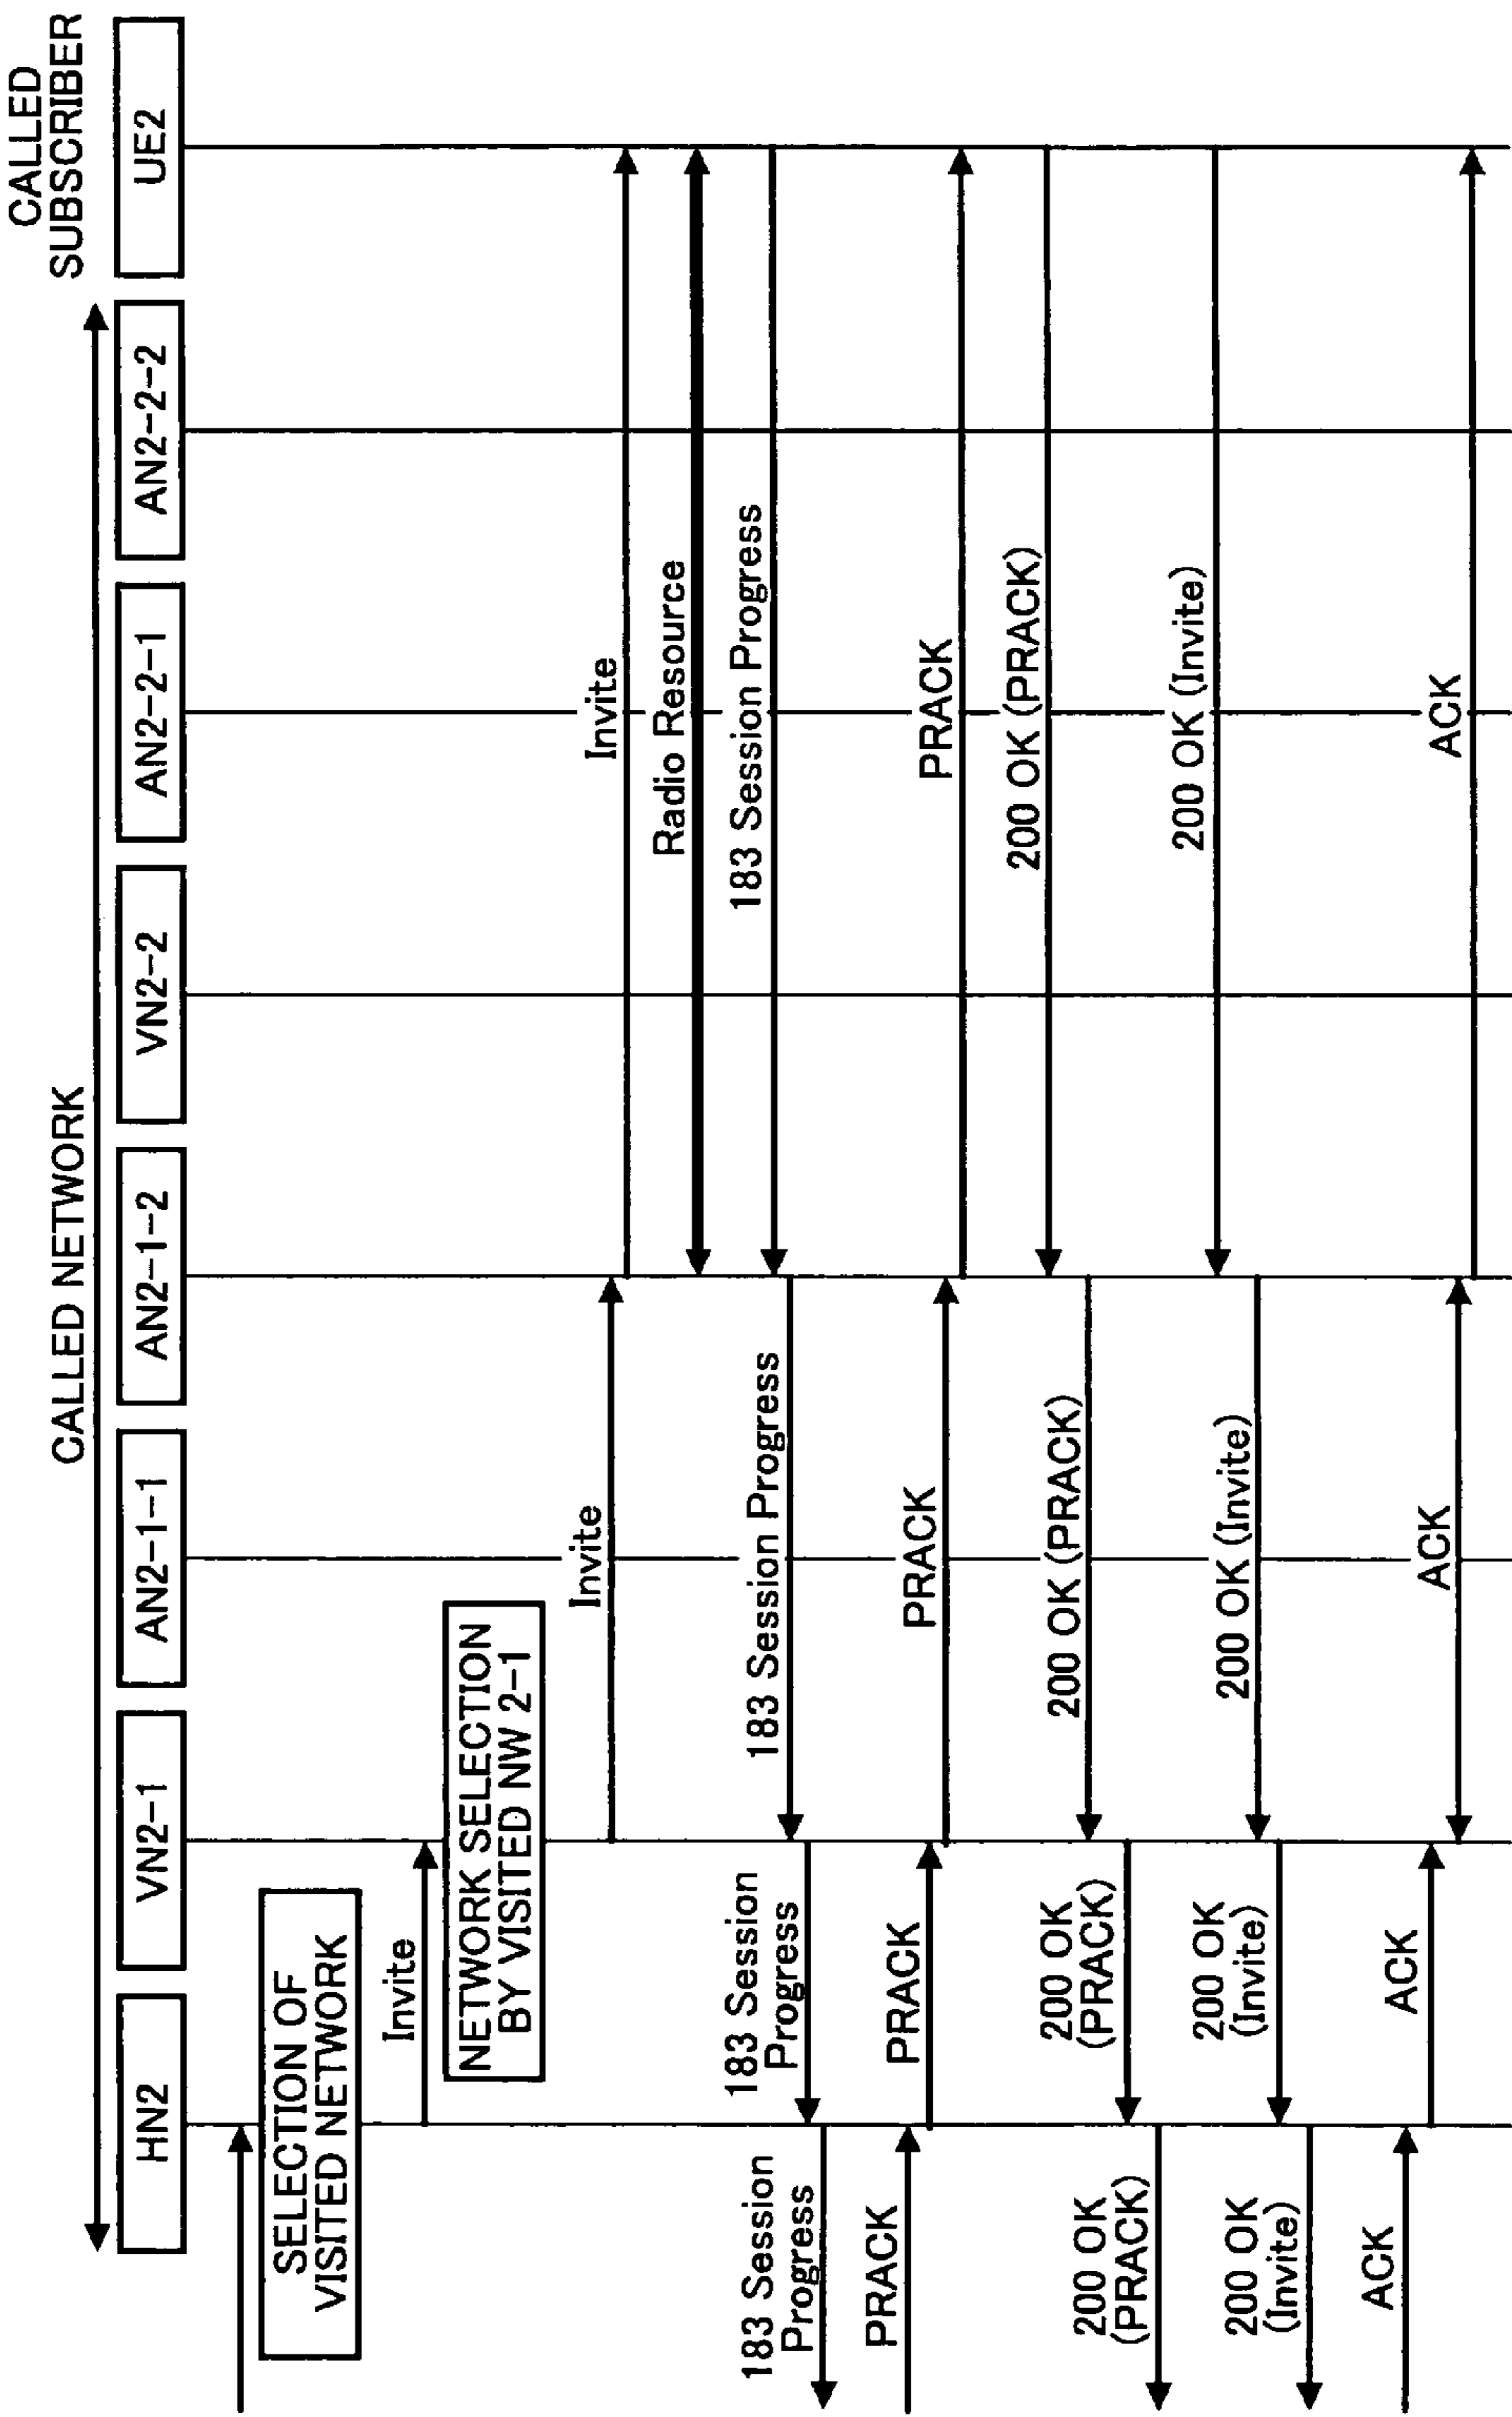 CALLED NETWORK
CALLED
SUBSCRIBER
HN2
VN2-1
AN2-1-1
AN2-1-2
VN2-2
AN2-2-1
AN2-2-2
UE2
SELECTION OF
VISITED NETWORK
Invite
NETWORK SELECTION
BY VISITED NW 2-1
Invite
Invite
Radio Resource
183 Session Progress
183 Session Progress
183 Session
Progress
183 Session
Progress
PRACK
PRACK
PRACK
PRACK
200 OK (PRACK)
200 OK (PRACK)
200 OK
(PRACK)
200 OK
(PRACK)
200 OK (Invite)
200 OK (Invite)
200 OK
(Invite)
200 OK
(Invite)
ACK
ACK
ACK
ACK